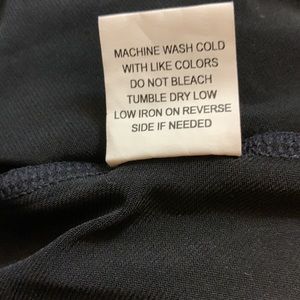 MACHINE WASH COLD
WITH LIKE COLORS
DO NOT BLEACH
TUMBLE DRY LOW
LOW IRON ON REVERSE
SIDE IF NEEDED